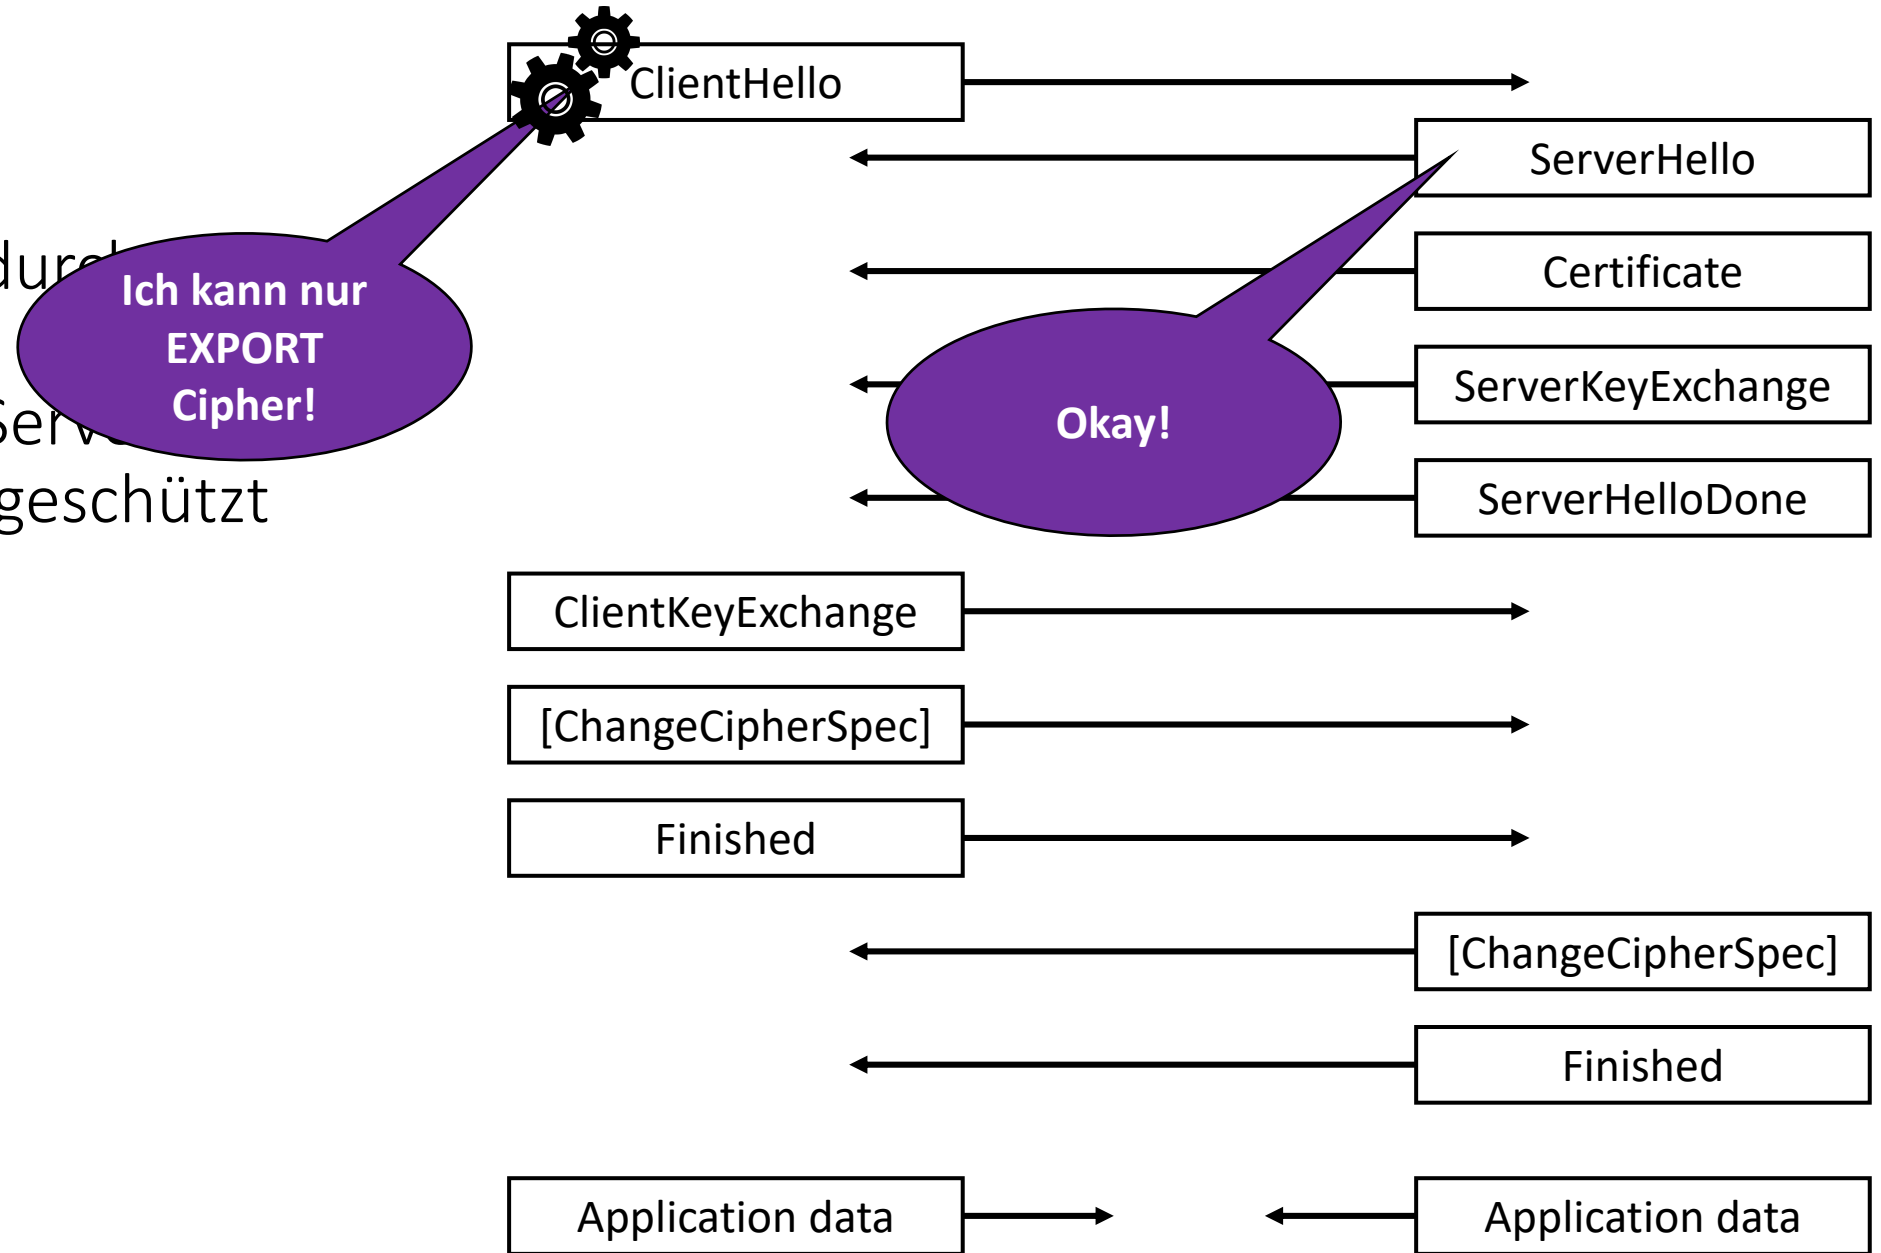 ClientHello
ServerHello
Certificate
Ich kann nur
EXPORT
Cipher!
geschützt
ServerKeyExchange
Okay!
ServerHelloDone
ClientKeyExchange
[ChangeCipherSpec]
Finished
[ChangeCipherSpec]
Finished
Application data
Application data